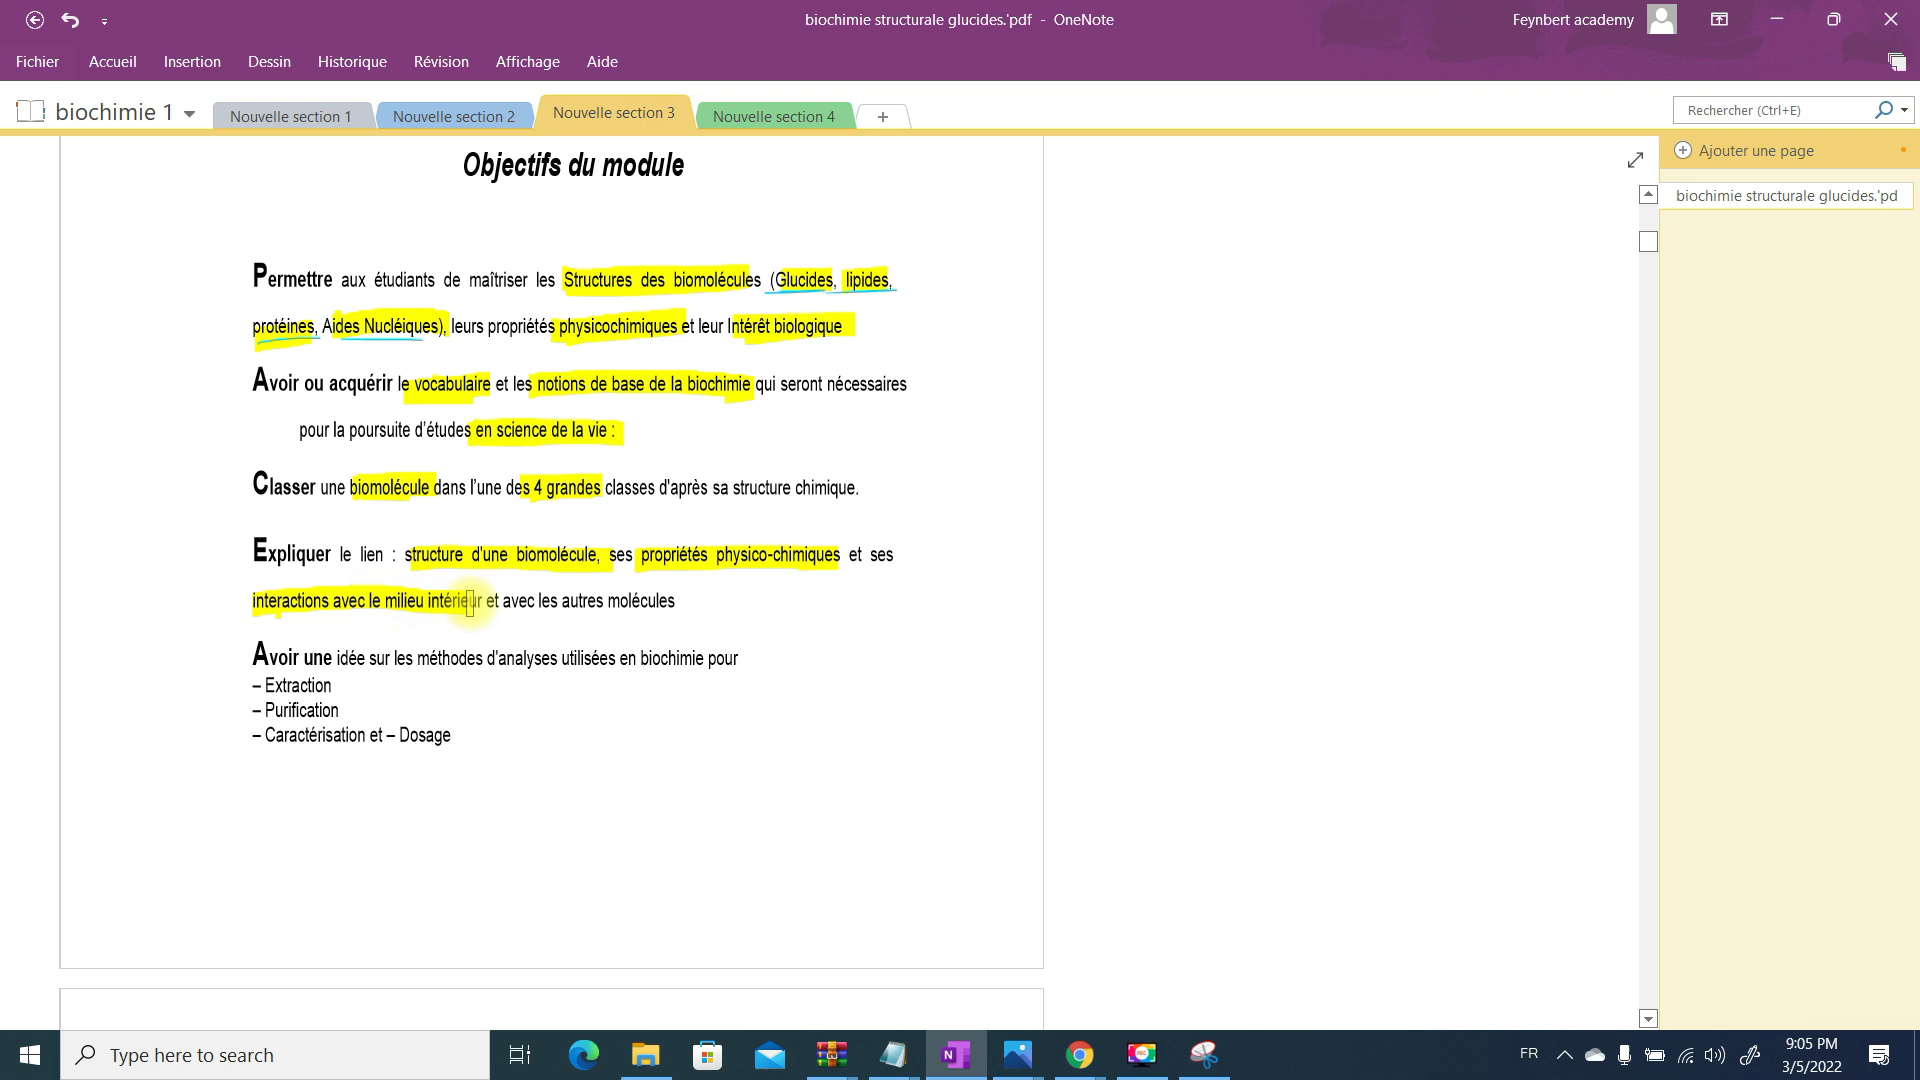 biochimie structurale glucides.'pdf - OneNote
Feynbert academy
Fichier Accueil Insertion Dessin Historique Révision Affichage Aide
biochimie 1
Nouvelle section 1
Nouvelle section 2
Nouvelle section 3
Nouvelle section 4
+
Rechercher (Ctrl+E)
Ajouter une page
biochimie structurale glucides.'pd
Objectifs du module
Permettre aux étudiants de maîtriser les Structures des biomolécules (Glucides, lipides,
protéines, Aides Nucléiques), leurs propriétés physicochimiques et leur Intérêt biologique
Avoir ou acquérir le vocabulaire et les notions de base de la biochimie qui seront nécessaires
pour la poursuite d'études en science de la vie :
Classer une biomolécule dans l'une des 4 grandes classes d'après sa structure chimique.
Expliquer le lien : structure d'une biomolécule, ses propriétés physico-chimiques et ses
interactions avec le milieu intérieur et avec les autres molécules
Avoir une idée sur les méthodes d'analyses utilisées en biochimie pour
– Extraction
– Purification
– Caractérisation et – Dosage
Type here to search
FR
9:05 PM
3/5/2022